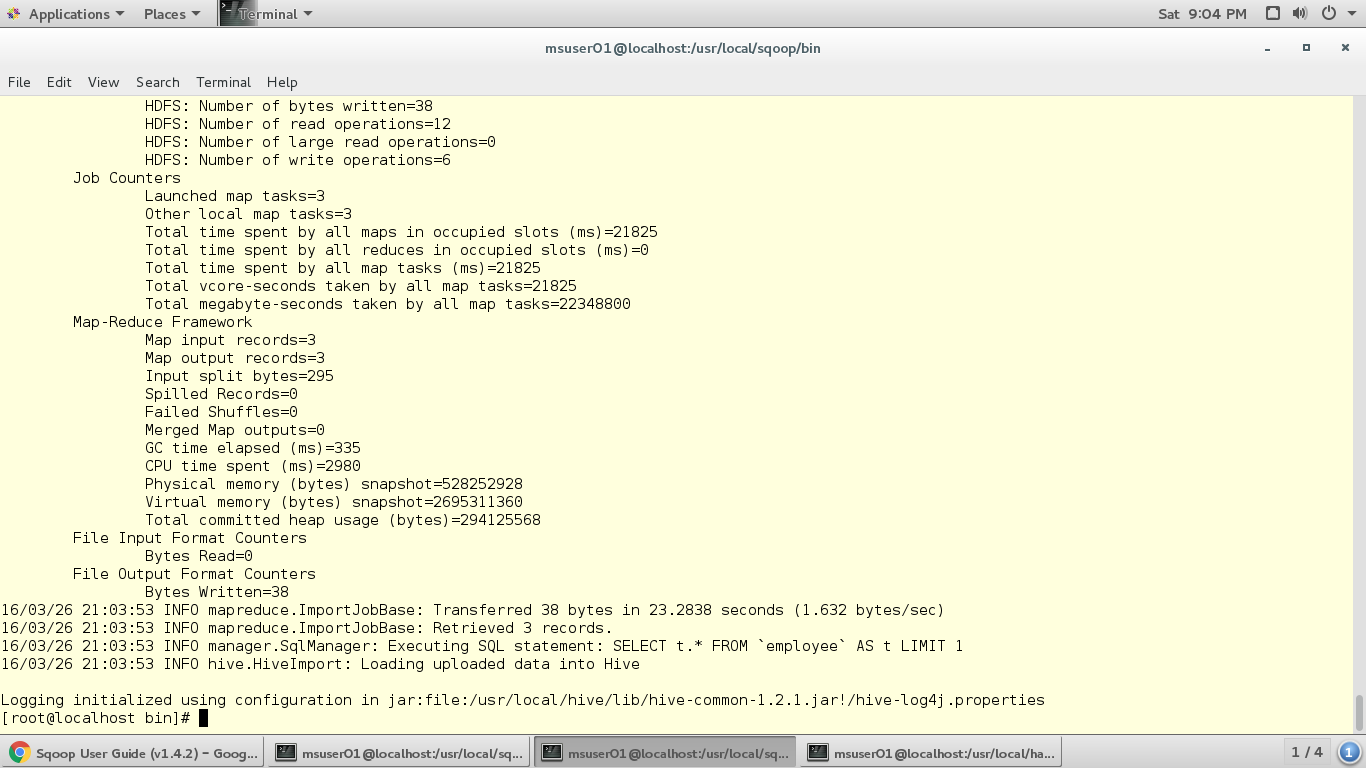 Applications Places Terminal Sat 9:04 PM
msuser01@localhost:/usr/local/sqoop/bin
File Edit View Search Terminal Help
HDFS: Number of bytes written=38
HDFS: Number of read operations=12
HDFS: Number of large read operations=0
HDFS: Number of write operations=6
Job Counters
Launched map tasks=3
Other local map tasks=3
Total time spent by all maps in occupied slots (ms)=21825
Total time spent by all reduces in occupied slots (ms)=0
Total time spent by all map tasks (ms)=21825
Total vcore-seconds taken by all map tasks=21825
Total megabyte-seconds taken by all map tasks=22348800
Map-Reduce Framework
Map input records=3
Map output records=3
Input split bytes=295
Spilled Records=0
Failed Shuffles=0
Merged Map outputs=0
GC time elapsed (ms)=335
CPU time spent (ms)=2980
Physical memory (bytes) snapshot=528252928
Virtual memory (bytes) snapshot=2695311360
Total committed heap usage (bytes)=294125568
File Input Format Counters
Bytes Read=0
File Output Format Counters
Bytes Written=38
16/03/26 21:03:53 INFO mapreduce.ImportJobBase: Transferred 38 bytes in 23.2838 seconds (1.632 bytes/sec)
16/03/26 21:03:53 INFO mapreduce.ImportJobBase: Retrieved 3 records.
16/03/26 21:03:53 INFO manager.SqlManager: Executing SQL statement: SELECT t.* FROM `employee` AS t LIMIT 1
16/03/26 21:03:53 INFO hive.HiveImport: Loading uploaded data into Hive
Logging initialized using configuration in jar:file:/usr/local/hive/lib/hive-common-1.2.1.jar!/hive-log4j.properties
[root@localhost bin]#
Sqoop User Guide (v1.4.2) – Goog... msuser01@localhost:/usr/local/sq... msuser01@localhost:/usr/local/sq... msuser01@localhost:/usr/local/ha... 1 / 4 1